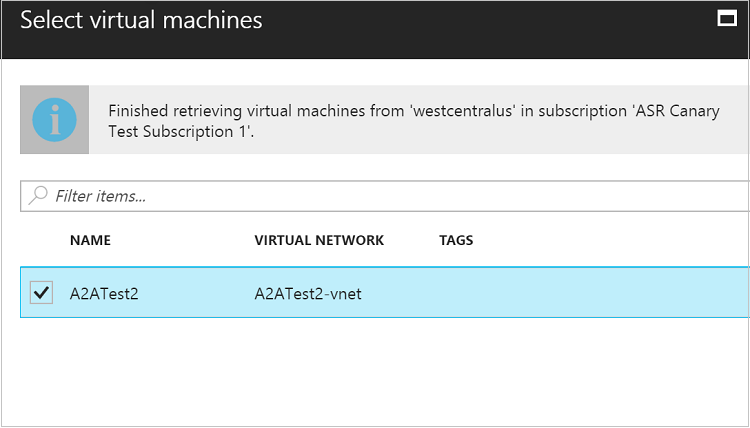 Select virtual machines
Finished retrieving virtual machines from 'westcentralus' in subscription 'ASR Canary
Test Subscription 1'.
Filter items...
NAME VIRTUAL NETWORK TAGS
A2ATest2 A2ATest2-vnet